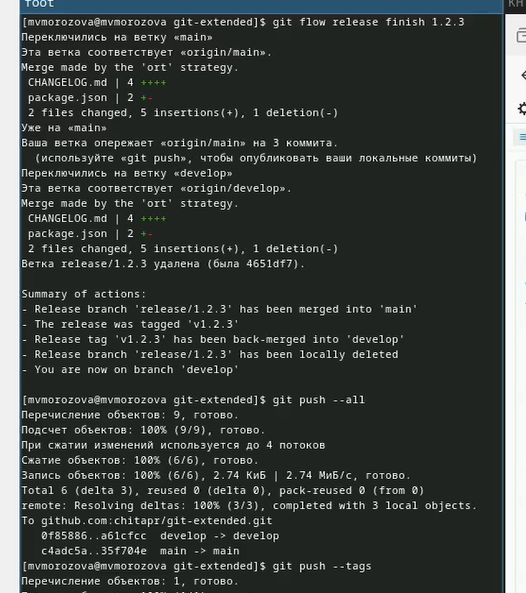 foot
[mvmorozova@mvmorozova git-extended]$ git flow release finish 1.2.3
Переключились на ветку «main»
Эта ветка соответствует «origin/main».
Merge made by the 'ort' strategy.
CHANGELOG.md | 4 ++++
package.json | 2 +-
2 files changed, 5 insertions(+), 1 deletion(-)
Уже на «main»
Ваша ветка опережает «origin/main» на 3 коммита.
(используйте «git push», чтобы опубликовать ваши локальные коммиты)
Переключились на ветку «develop»
Эта ветка соответствует «origin/develop».
Merge made by the 'ort' strategy.
CHANGELOG.md | 4 ++++
package.json | 2 +-
2 files changed, 5 insertions(+), 1 deletion(-)
Ветка release/1.2.3 удалена (была 4651df7).
Summary of actions:
- Release branch 'release/1.2.3' has been merged into 'main'
- The release was tagged 'v1.2.3'
- Release tag 'v1.2.3' has been back-merged into 'develop'
- Release branch 'release/1.2.3' has been locally deleted
- You are now on branch 'develop'
[mvmorozova@mvmorozova git-extended]$ git push --all
Перечисление объектов: 9, готово.
Подсчет объектов: 100% (9/9), готово.
При сжатии изменений используется до 4 потоков
Сжатие объектов: 100% (6/6), готово.
Запись объектов: 100% (6/6), 2.74 КиБ | 2.74 МиБ/с, готово.
Total 6 (delta 3), reused 0 (delta 0), pack-reused 0 (from 0)
remote: Resolving deltas: 100% (3/3), completed with 3 local objects.
To github.com:chitapr/git-extended.git
0f85886..a61cfcc develop -> develop
c4adc5a..35f704e main -> main
[mvmorozova@mvmorozova git-extended]$ git push --tags
Перечисление объектов: 1, готово.